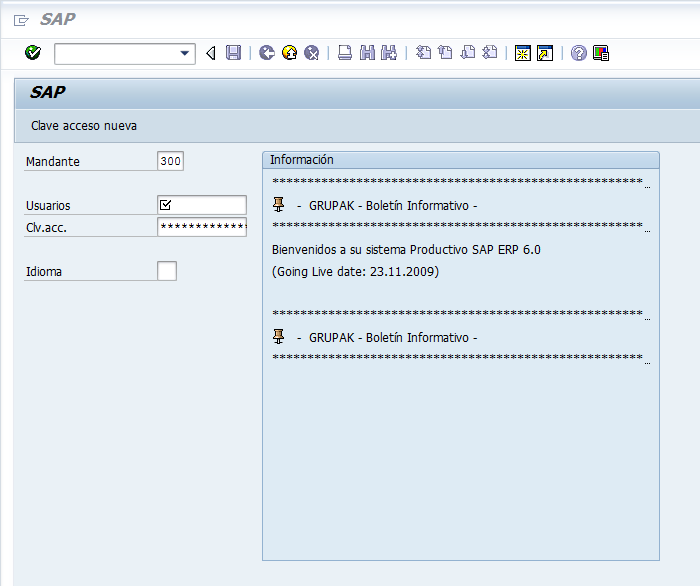 SAP
SAP
Clave acceso nueva
Mandante 300
Usuarios
Clv.acc. *************
Idioma
Información
*****************************************************...
- GRUPAK - Boletín Informativo -
*****************************************************...
Bienvenidos a su sistema Productivo SAP ERP 6.0
(Going Live date: 23.11.2009)
*****************************************************...
- GRUPAK - Boletín Informativo -
*****************************************************...